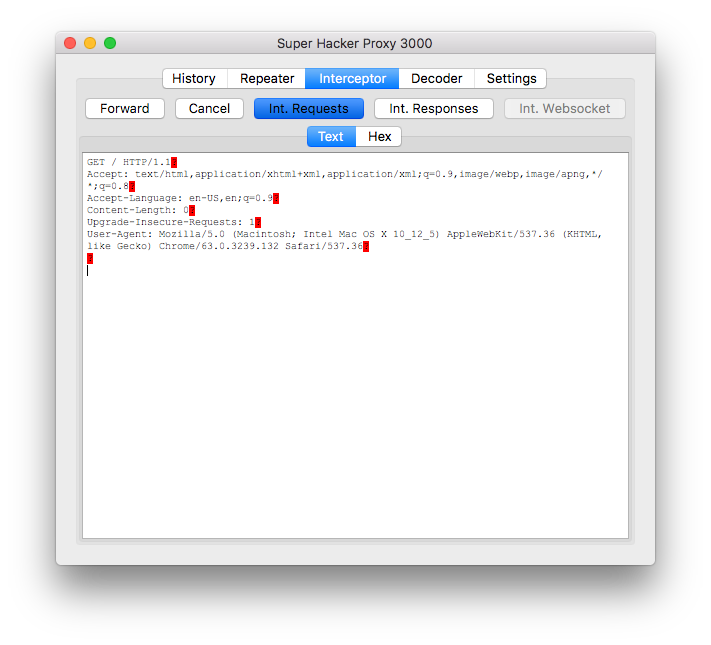 Super Hacker Proxy 3000
History Repeater Interceptor Decoder Settings
Forward Cancel Int. Requests Int. Responses Int. Websocket
Text Hex
GET / HTTP/1.1
Accept: text/html,application/xhtml+xml,application/xml;q=0.9,image/webp,image/apng,*/
*;q=0.8
Accept-Language: en-US,en;q=0.9
Content-Length: 0
Upgrade-Insecure-Requests: 1
User-Agent: Mozilla/5.0 (Macintosh; Intel Mac OS X 10_12_5) AppleWebKit/537.36 (KHTML,
like Gecko) Chrome/63.0.3239.132 Safari/537.36